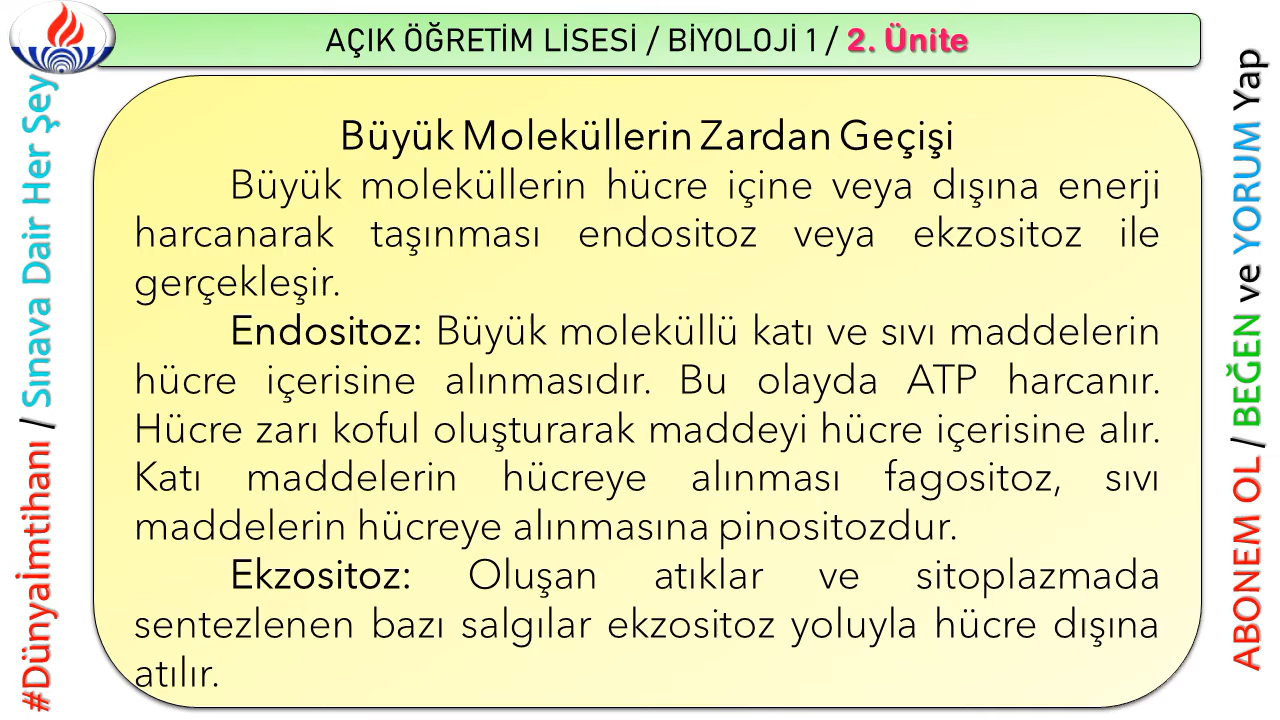 AÇIK ÖĞRETİM LİSESİ / BİYOLOJİ 1 / 2. Ünite
#Dünyaİmtihanı / Sınava Dair Her Şey
Büyük Moleküllerin Zardan Geçişi
Büyük moleküllerin hücre içine veya dışına enerji
harcanarak taşınması endositoz veya ekzositoz ile
gerçekleşir.
Endositoz: Büyük moleküllü katı ve sıvı maddelerin
hücre içerisine alınmasıdır. Bu olayda ATP harcanır.
Hücre zarı koful oluşturarak maddeyi hücre içerisine alır.
Katı maddelerin hücreye alınması fagositoz, sıvı
maddelerin hücreye alınmasına pinositozdur.
Ekzositoz: Oluşan atıklar ve sitoplazmada
sentezlenen bazı salgılar ekzositoz yoluyla hücre dışına
atılır.
ABONEM OL / BEĞEN ve YORUM Yap